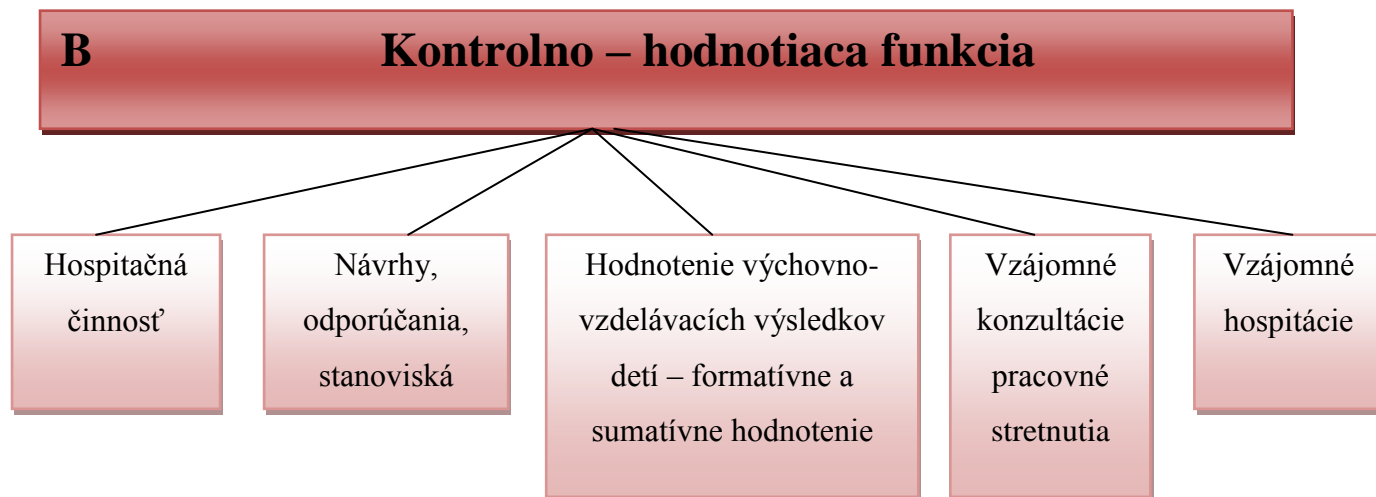 B Kontrolno – hodnotiaca funkcia
Hospitačná
činnosť
Návrhy,
odporúčania,
stanoviská
Hodnotenie výchovno-
vzdelávacích výsledkov
detí – formatívne a
sumatívne hodnotenie
Vzájomné
konzultácie
pracovné
stretnutia
Vzájomné
hospitácie